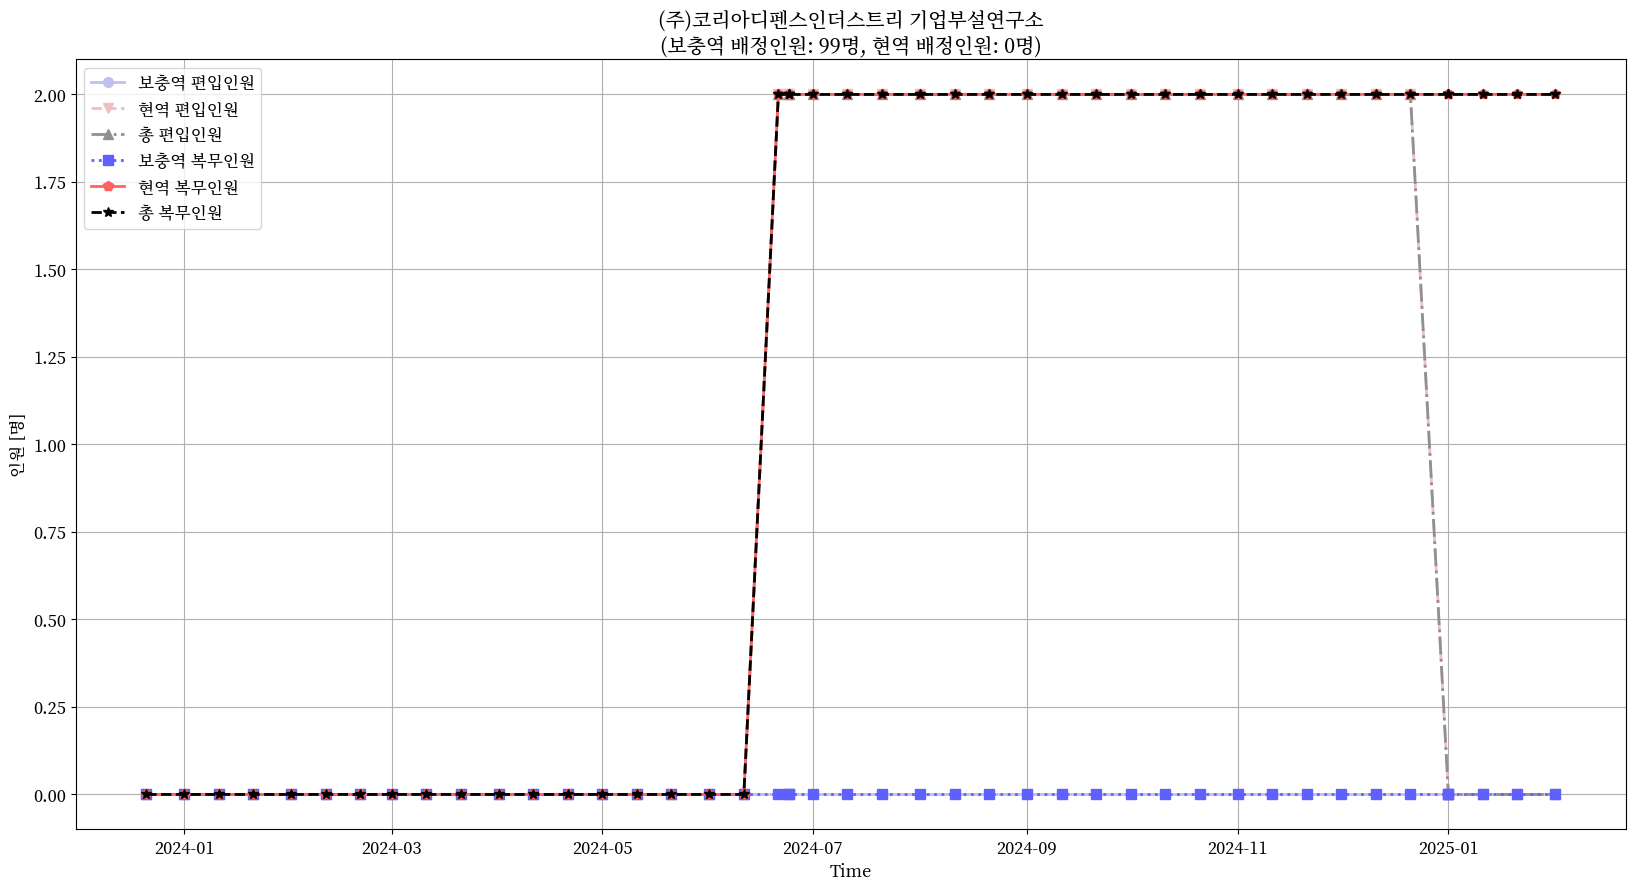 (주)코리아디펜스인더스트리 기업부설연구소
(보충역 배정인원: 99명, 현역 배정인원: 0명)
보충역 편입인원
현역 편입인원
총 편입인원
보충역 복무인원
현역 복무인원
총 복무인원
2.00
1.75
1.50
1.25
1.00
0.75
0.50
0.25
0.00
인원 [명]
2024-01
2024-03
2024-05
2024-07
2024-09
2024-11
2025-01
Time